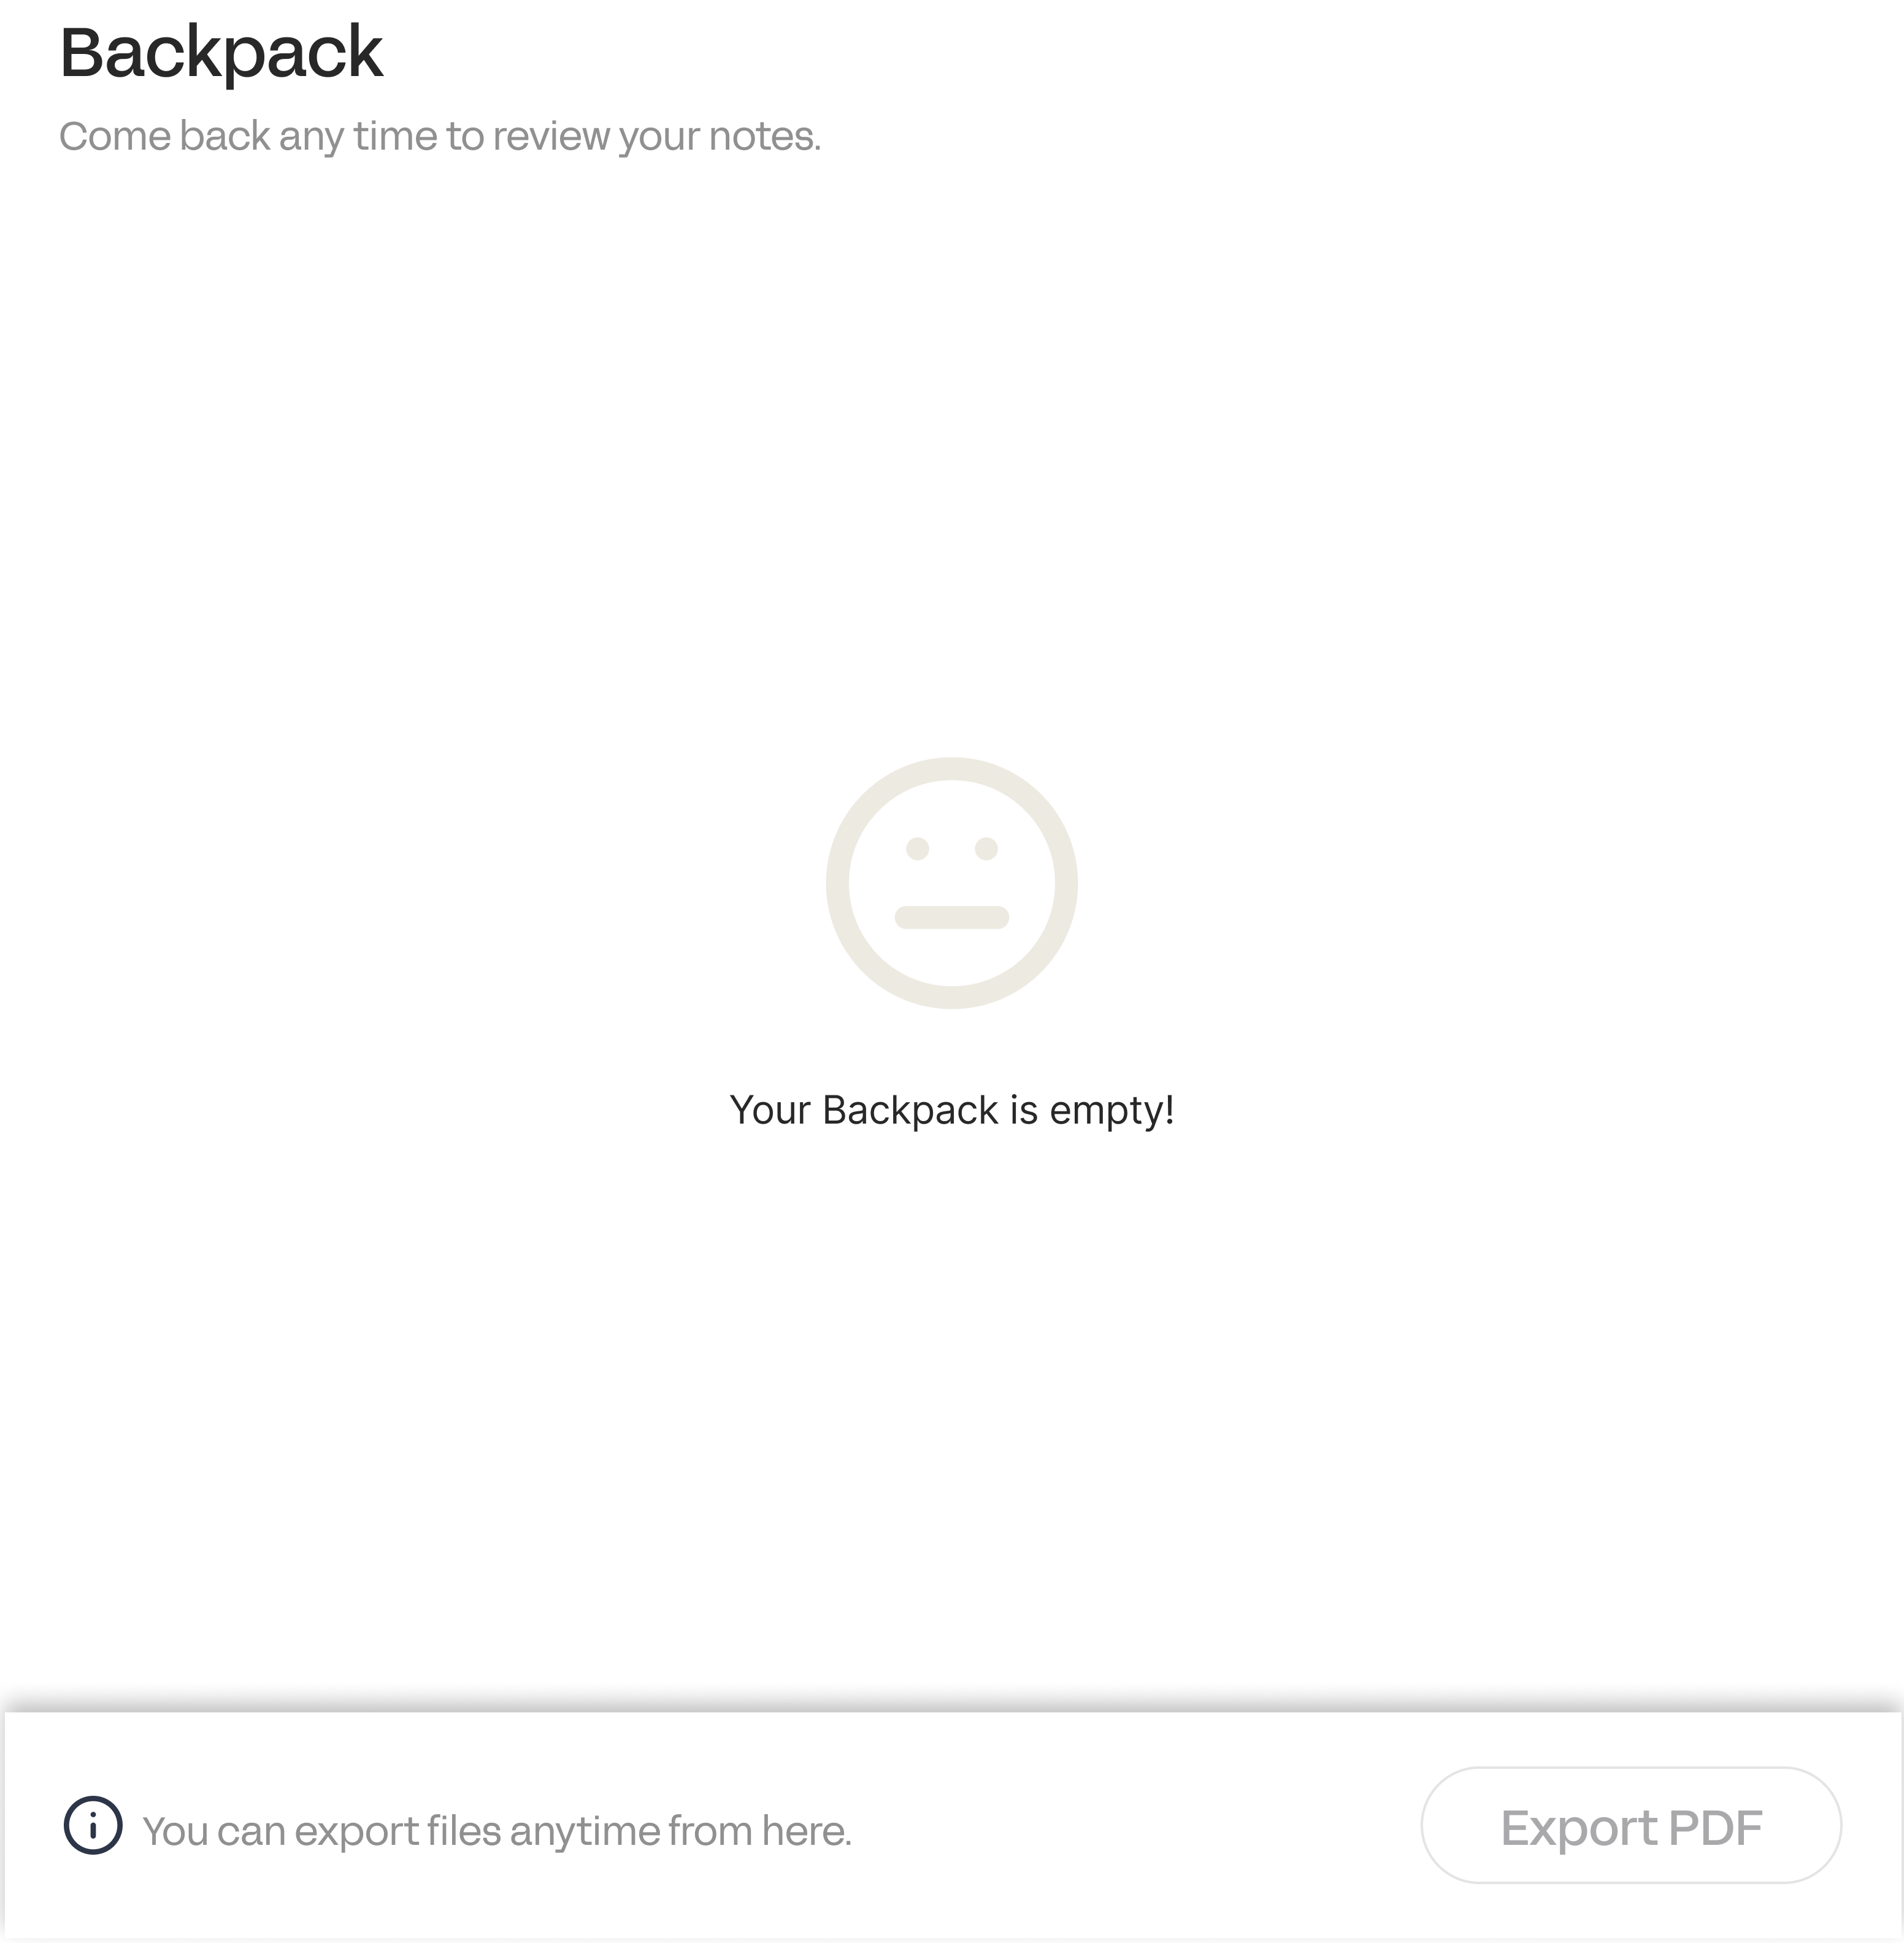 Backpack
Come back any time to review your notes.
Your Backpack is empty!
You can export files anytime from here.
Export PDF